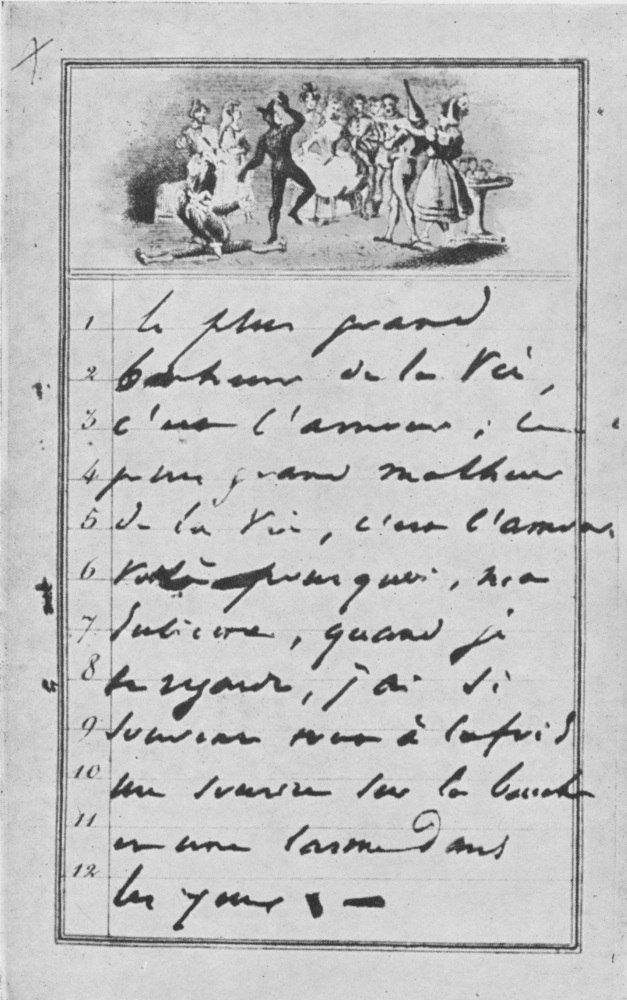 1 le plus grand
2 bonheur de la vie,
3 c'est l'amour ; le
4 plus grand malheur
5 de la vie, c'est l'amour.
6 Voilà pourquoi, ma
7 Julienne, quand je
8 te regarde, j'ai si
9 souvent tout à la fois
10 un sourire sur la bouche
11 et une larme dans
12 les yeux